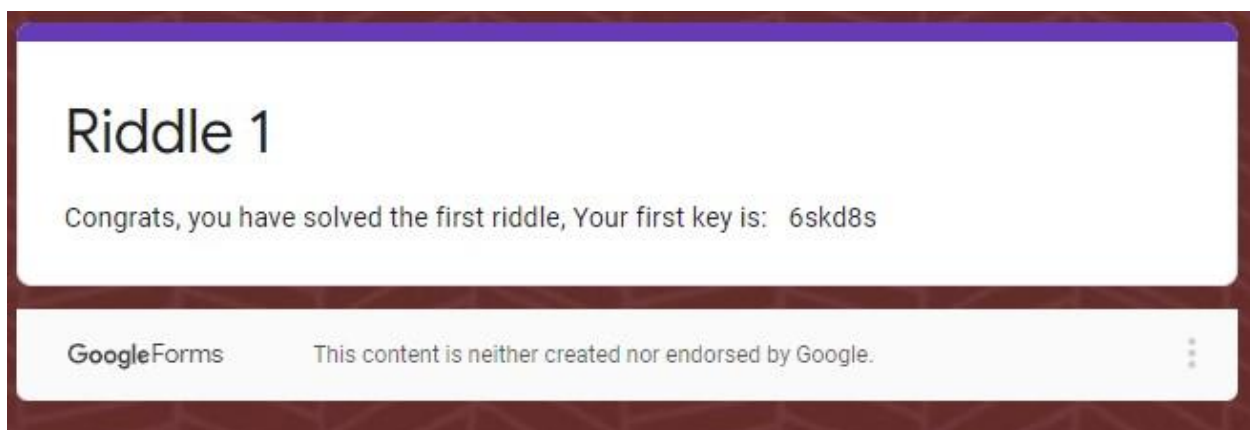 Riddle 1
Congrats, you have solved the first riddle, Your first key is: 6skd8s
GoogleForms This content is neither created nor endorsed by Google.